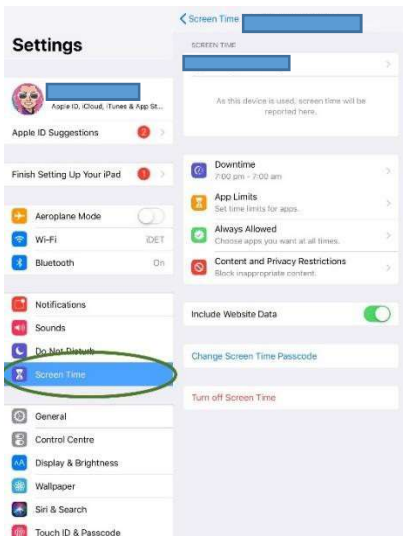 Settings
Apple ID, iCloud, iTunes & App St...
Apple ID Suggestions 2
Finish Setting Up Your iPad 1
Aeroplane Mode
Wi-Fi iDET
Bluetooth On
Notifications
Sounds
Do Not Disturb
Screen Time
General
Control Centre
AA Display & Brightness
Wallpaper
Siri & Search
Touch ID & Passcode
Screen Time
SCREEN TIME
As this device is used, screen time will be
reported here.
Downtime
7:00 pm - 7:00 am
App Limits
Set time limits for apps.
Always Allowed
Choose apps you want at all times.
Content and Privacy Restrictions
Block inappropriate content.
Include Website Data
Change Screen Time Passcode
Turn off Screen Time